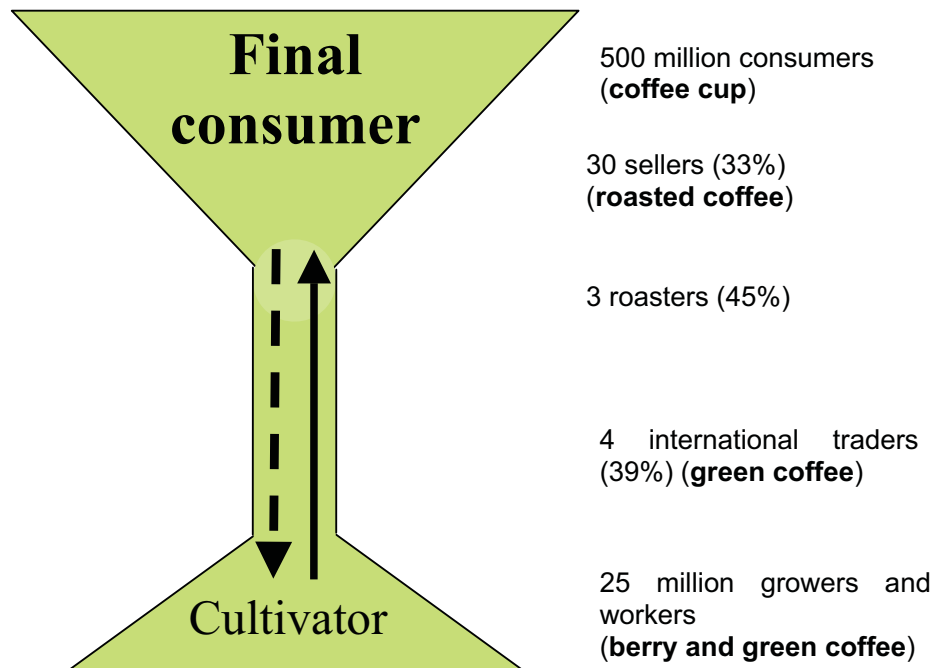 Final
consumer
500 million consumers
(coffee cup)
30 sellers (33%)
(roasted coffee)
3 roasters (45%)
4 international traders
(39%) (green coffee)
25 million growers and
workers
(berry and green coffee)
Cultivator